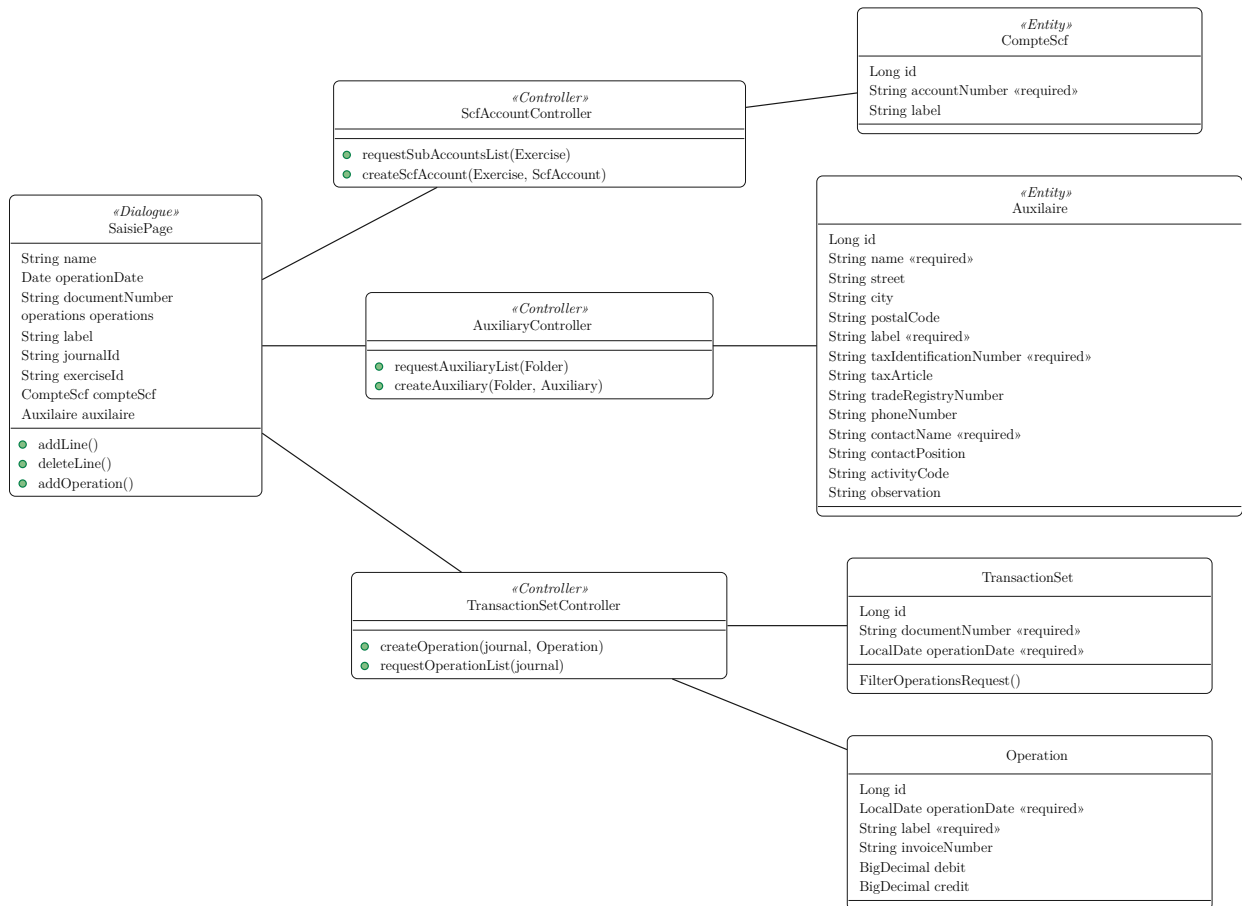 «Entity»
CompteScf
Long id
String accountNumber «required»
String label
«Controller»
ScfAccountController
requestSubAccountsList(Exercise)
createScfAccount(Exercise, ScfAccount)
«Dialogue»
SaisiePage
String name
Date operationDate
String documentNumber
operations operations
String label
String journalId
String exerciseId
CompteScf compteScf
Auxilaire auxilaire
addLine()
deleteLine()
addOperation()
«Entity»
Auxilaire
Long id
String name «required»
String street
String city
String postalCode
String label «required»
String taxIdentificationNumber «required»
String taxArticle
String tradeRegistryNumber
String phoneNumber
String contactName «required»
String contactPosition
String activityCode
String observation
«Controller»
AuxiliaryController
requestAuxiliaryList(Folder)
createAuxiliary(Folder, Auxiliary)
«Controller»
TransactionSetController
createOperation(journal, Operation)
requestOperationList(journal)
TransactionSet
Long id
String documentNumber «required»
LocalDate operationDate «required»
FilterOperationsRequest()
Operation
Long id
LocalDate operationDate «required»
String label «required»
String invoiceNumber
BigDecimal debit
BigDecimal credit